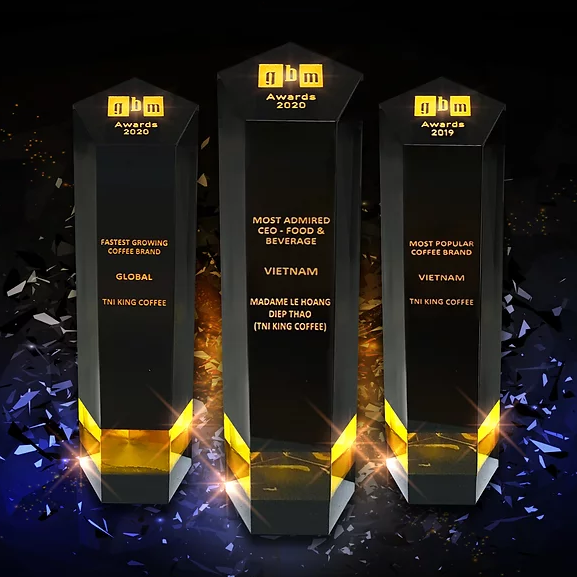 gbm
Awards
2020
FASTEST GROWING
COFFEE BRAND
GLOBAL
TNI KING COFFEE
gbm
Awards
2020
MOST ADMIRED
CEO - FOOD &
BEVERAGE
VIETNAM
MADAME LE HOANG
DIEP THAO
(TNI KING COFFEE)
gbm
Awards
2019
MOST POPULAR
COFFEE BRAND
VIETNAM
TNI KING COFFEE